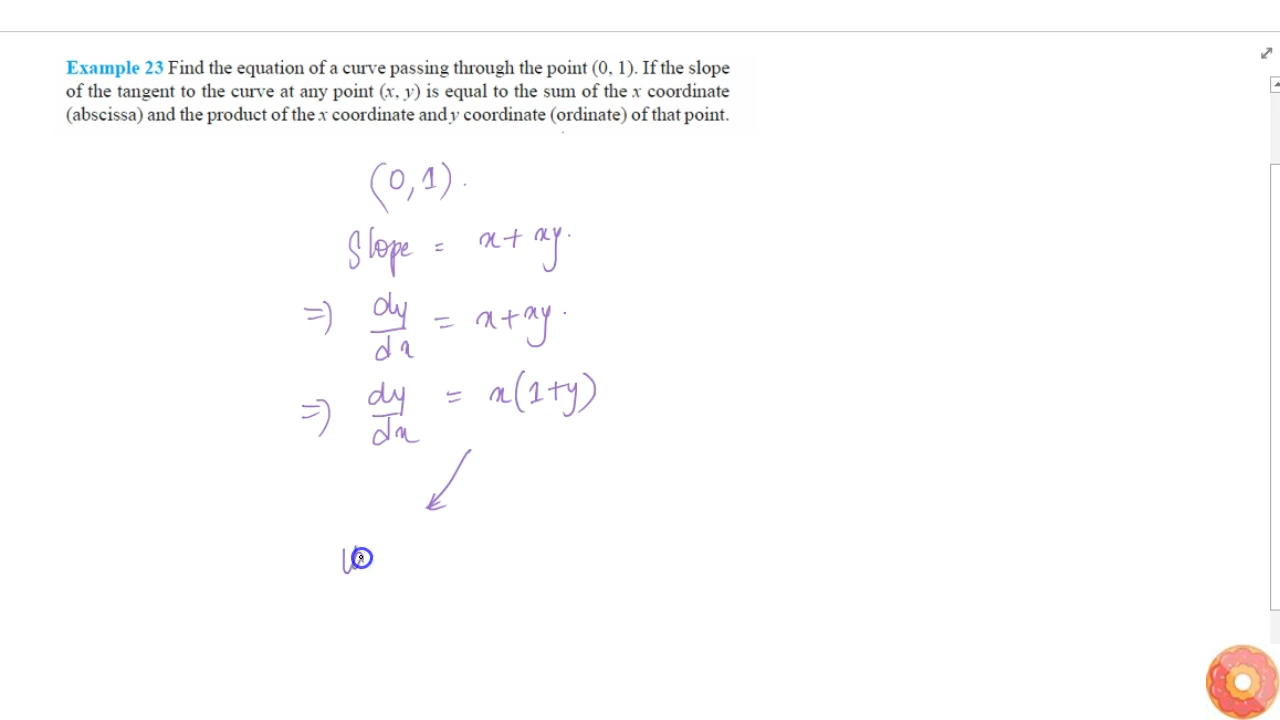 Example 23 Find the equation of a curve passing through the point (0, 1). If the slope
of the tangent to the curve at any point (x, y) is equal to the sum of the x coordinate
(abscissa) and the product of the x coordinate and y coordinate (ordinate) of that point.
(0,1).
Slope = x + xy.
=) dy/dx = x + xy.
=) dy/dx = x(1+y)